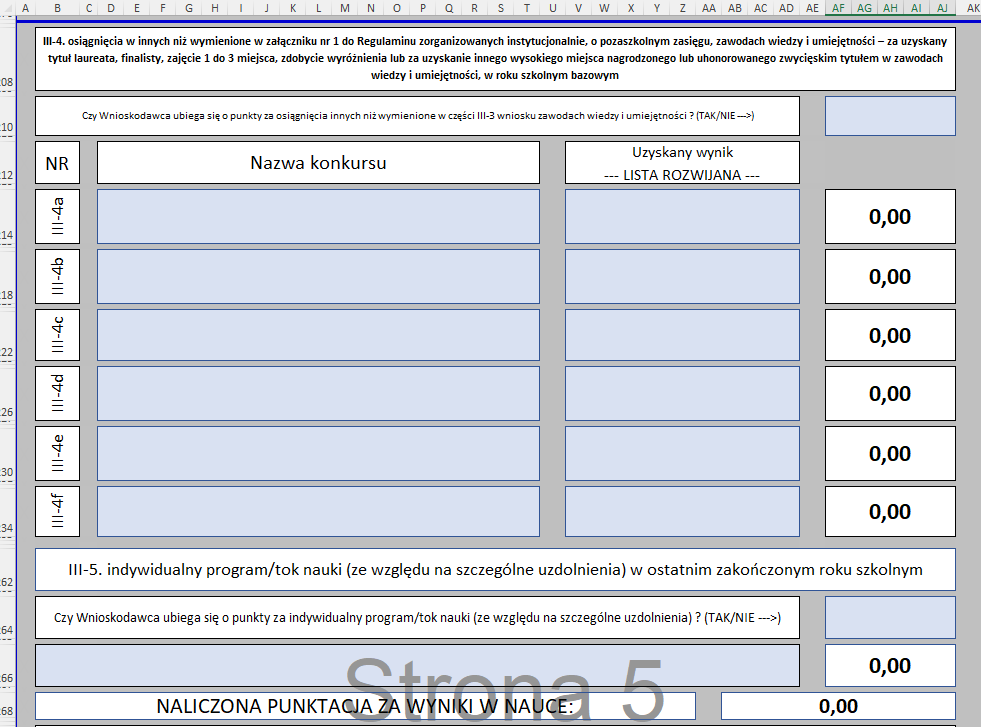 A B C D E F G H I J K L M N O P Q R S T U V W X Y Z AA AB AC AD AE AF AG AH AI AJ AK
III-4. osiągnięcia w innych niż wymienione w załączniku nr 1 do Regulaminu zorganizowanych instytucjonalnie, o pozaszkolnym zasięgu, zawodach wiedzy i umiejętności – za uzyskany
tytuł laureata, finalisty, zajęcie 1 do 3 miejsca, zdobycie wyróżnienia lub za uzyskanie innego wysokiego miejsca nagrodzonego lub uhonorowanego zwycięskim tytułem w zawodach
wiedzy i umiejętności, w roku szkolnym bazowym
08
Czy Wnioskodawca ubiega się o punkty za osiągnięcia innych niż wymienione w części III-3 wniosku zawodach wiedzy i umiejętności ? (TAK/NIE --->)
10
NR Nazwa konkursu Uzyskany wynik
--- LISTA ROZWIJANA ---
12
III-4a 0,00
14
III-4b 0,00
18
III-4c 0,00
22
III-4d 0,00
26
III-4e 0,00
30
III-4f 0,00
34
III-5. indywidualny program/tok nauki (ze względu na szczególne uzdolnienia) w ostatnim zakończonym roku szkolnym
62
Czy Wnioskodawca ubiega się o punkty za indywidualny program/tok nauki (ze względu na szczególne uzdolnienia) ? (TAK/NIE --->)
64
0,00
66
Strona 5
NALICZONA PUNKTACJA ZA WYNIKI W NAUCE: 0,00
68